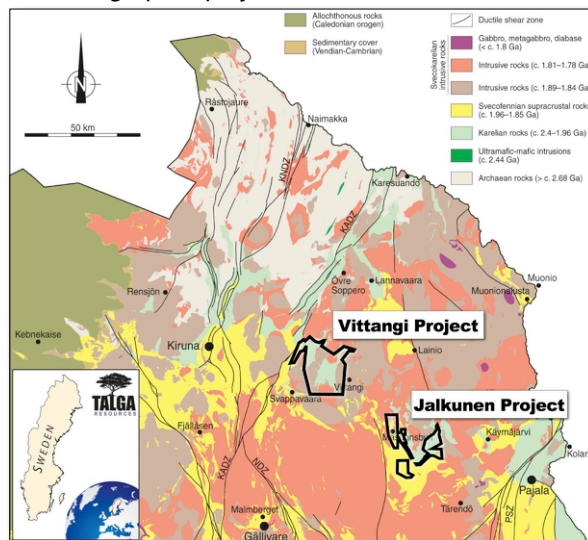 Allochthonous rocks
(Caledonian orogen)
Sedimentary cover
(Vendian-Cambrian)
Ductile shear zone
Svecokarelian
intrusive rocks
Gabbro, metagabbro, diabase
(< c. 1.8 Ga)
Intrusive rocks (c. 1.81–1.78 Ga)
Intrusive rocks (c. 1.89–1.84 Ga)
Svecofennian supracrustal rocks
(c. 1.96–1.85 Ga)
Karelian rocks (c. 2.4–1.96 Ga)
Ultramafic-mafic intrusions
(c. 2.44 Ga)
Archaean rocks (> c. 2.68 Ga)
N
50 km
Råstojaure
Naimakka
KNDZ
Karesuando
KADZ
Rensjön
Övre
Soppero
Lannavaara
Muonio
Muonionalusta
Kebnekaise
Kiruna
Vittangi Project
Lainio
Vittangi
Svappavaara
Jalkunen Project
TALGA
RESOURCES
SWEDEN
Fjällåsen
KADZ
NDZ
Käymäjärvi
Kolari
Pajala
PSZ
Tärendö
Malmberget
Gällivare